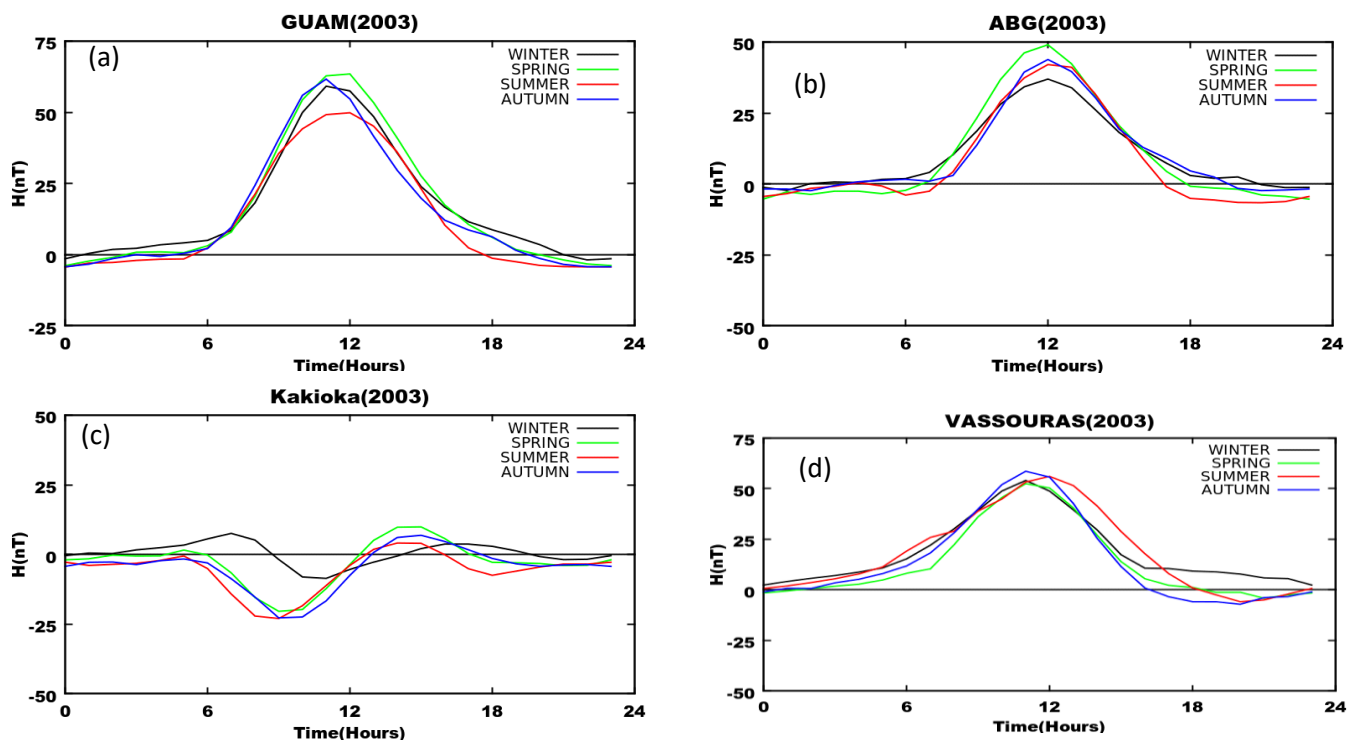 GUAM(2003)
(a)
WINTER
SPRING
SUMMER
AUTUMN
75
50
25
0
-25
H(nT)
0 6 12 18 24
Time(Hours)
ABG(2003)
(b)
WINTER
SPRING
SUMMER
AUTUMN
50
25
0
-25
-50
H(nT)
0 6 12 18 24
Time(Hours)
Kakioka(2003)
(c)
WINTER
SPRING
SUMMER
AUTUMN
50
25
0
-25
-50
H(nT)
0 6 12 18 24
Time(Hours)
VASSOURAS(2003)
(d)
WINTER
SPRING
SUMMER
AUTUMN
75
50
25
0
-25
-50
H(nT)
0 6 12 18 24
Time(Hours)